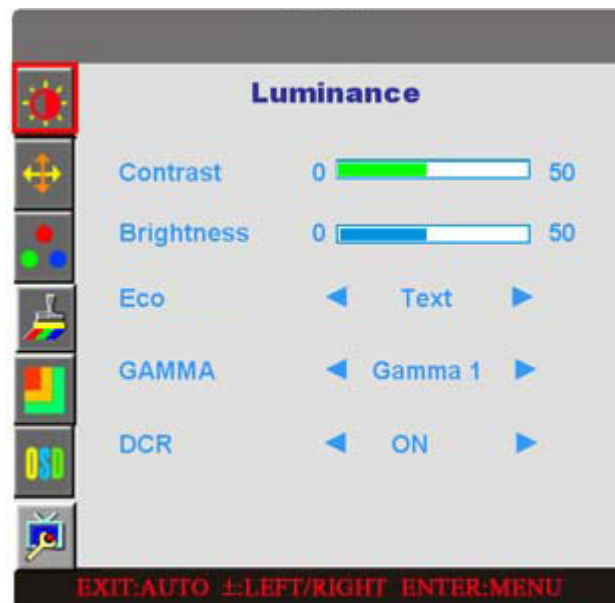 Luminance
Contrast 0 50
Brightness 0 50
Eco Text
GAMMA Gamma 1
DCR ON
OSD
EXIT:AUTO ±:LEFT/RIGHT ENTER:MENU